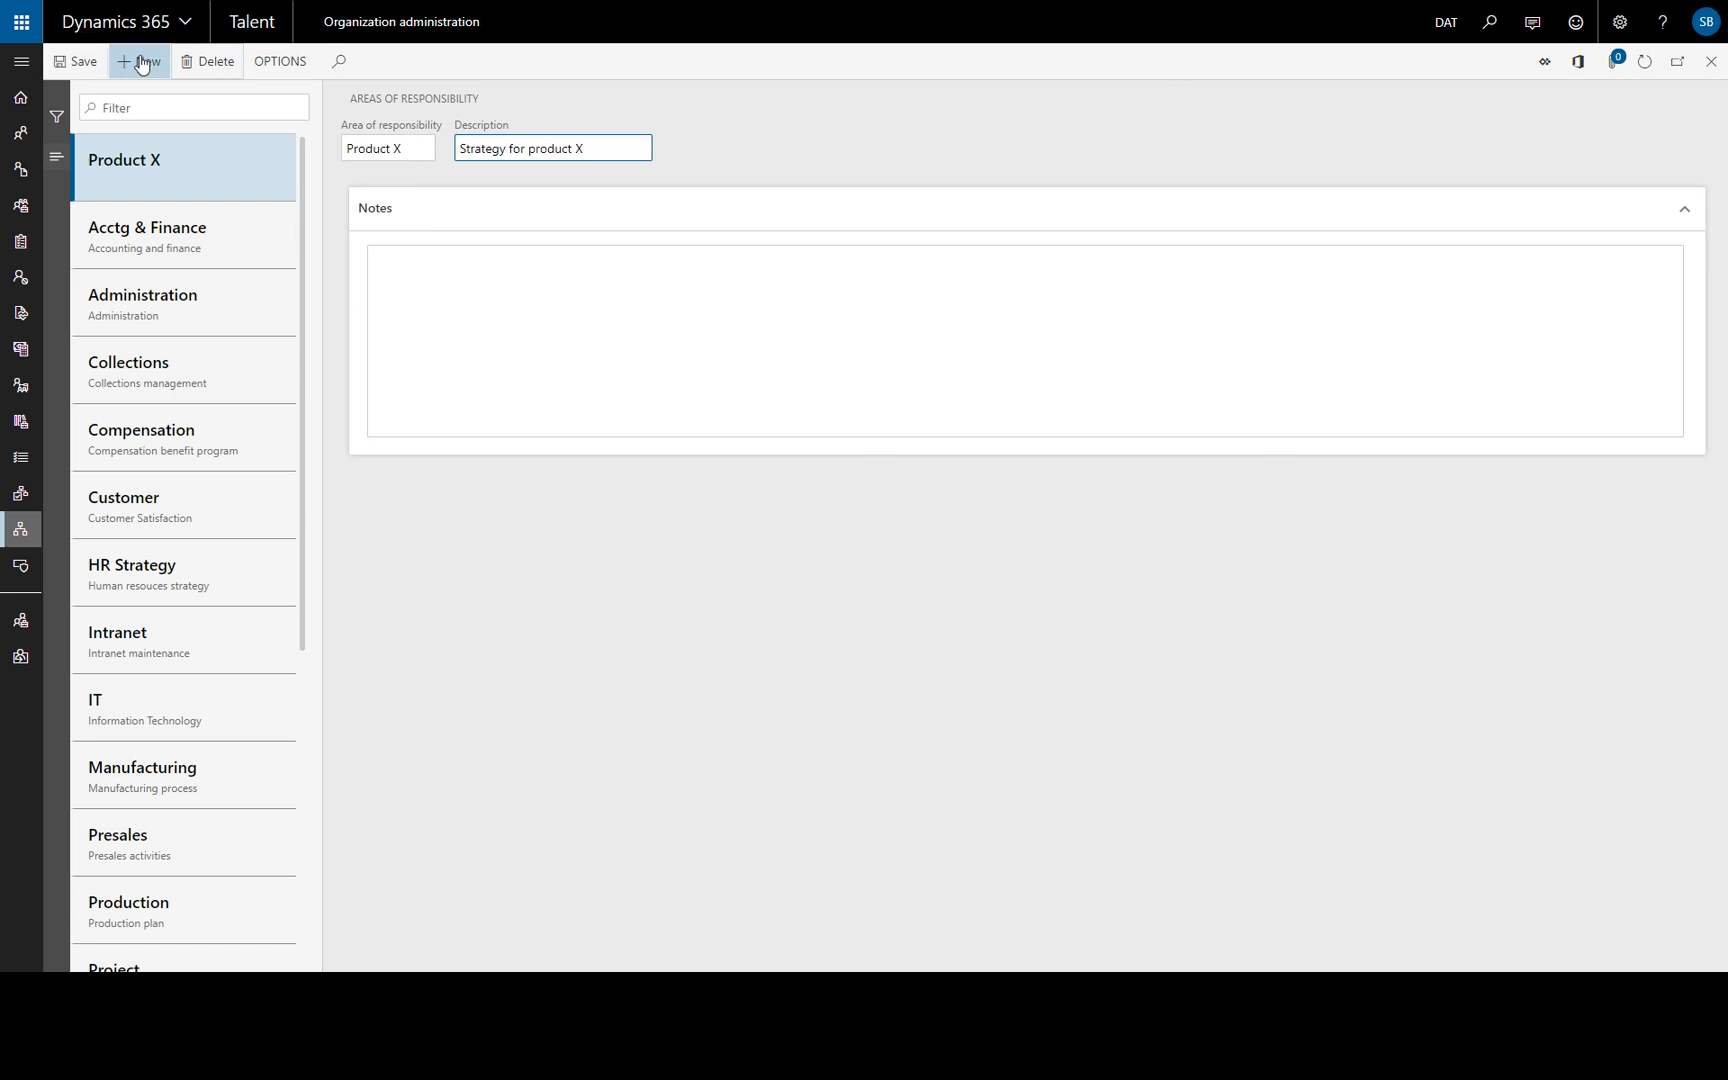 Dynamics 365
Talent
Organization administration
DAT
SB
Save
Delete
OPTIONS
0
Filter
Product X
Acctg & Finance
Accounting and finance
Administration
Administration
Collections
Collections management
Compensation
Compensation benefit program
Customer
Customer Satisfaction
HR Strategy
Human resouces strategy
Intranet
Intranet maintenance
IT
Information Technology
Manufacturing
Manufacturing process
Presales
Presales activities
Production
Production plan
Project
AREAS OF RESPONSIBILITY
Area of responsibility Description
Product X Strategy for product X
Notes